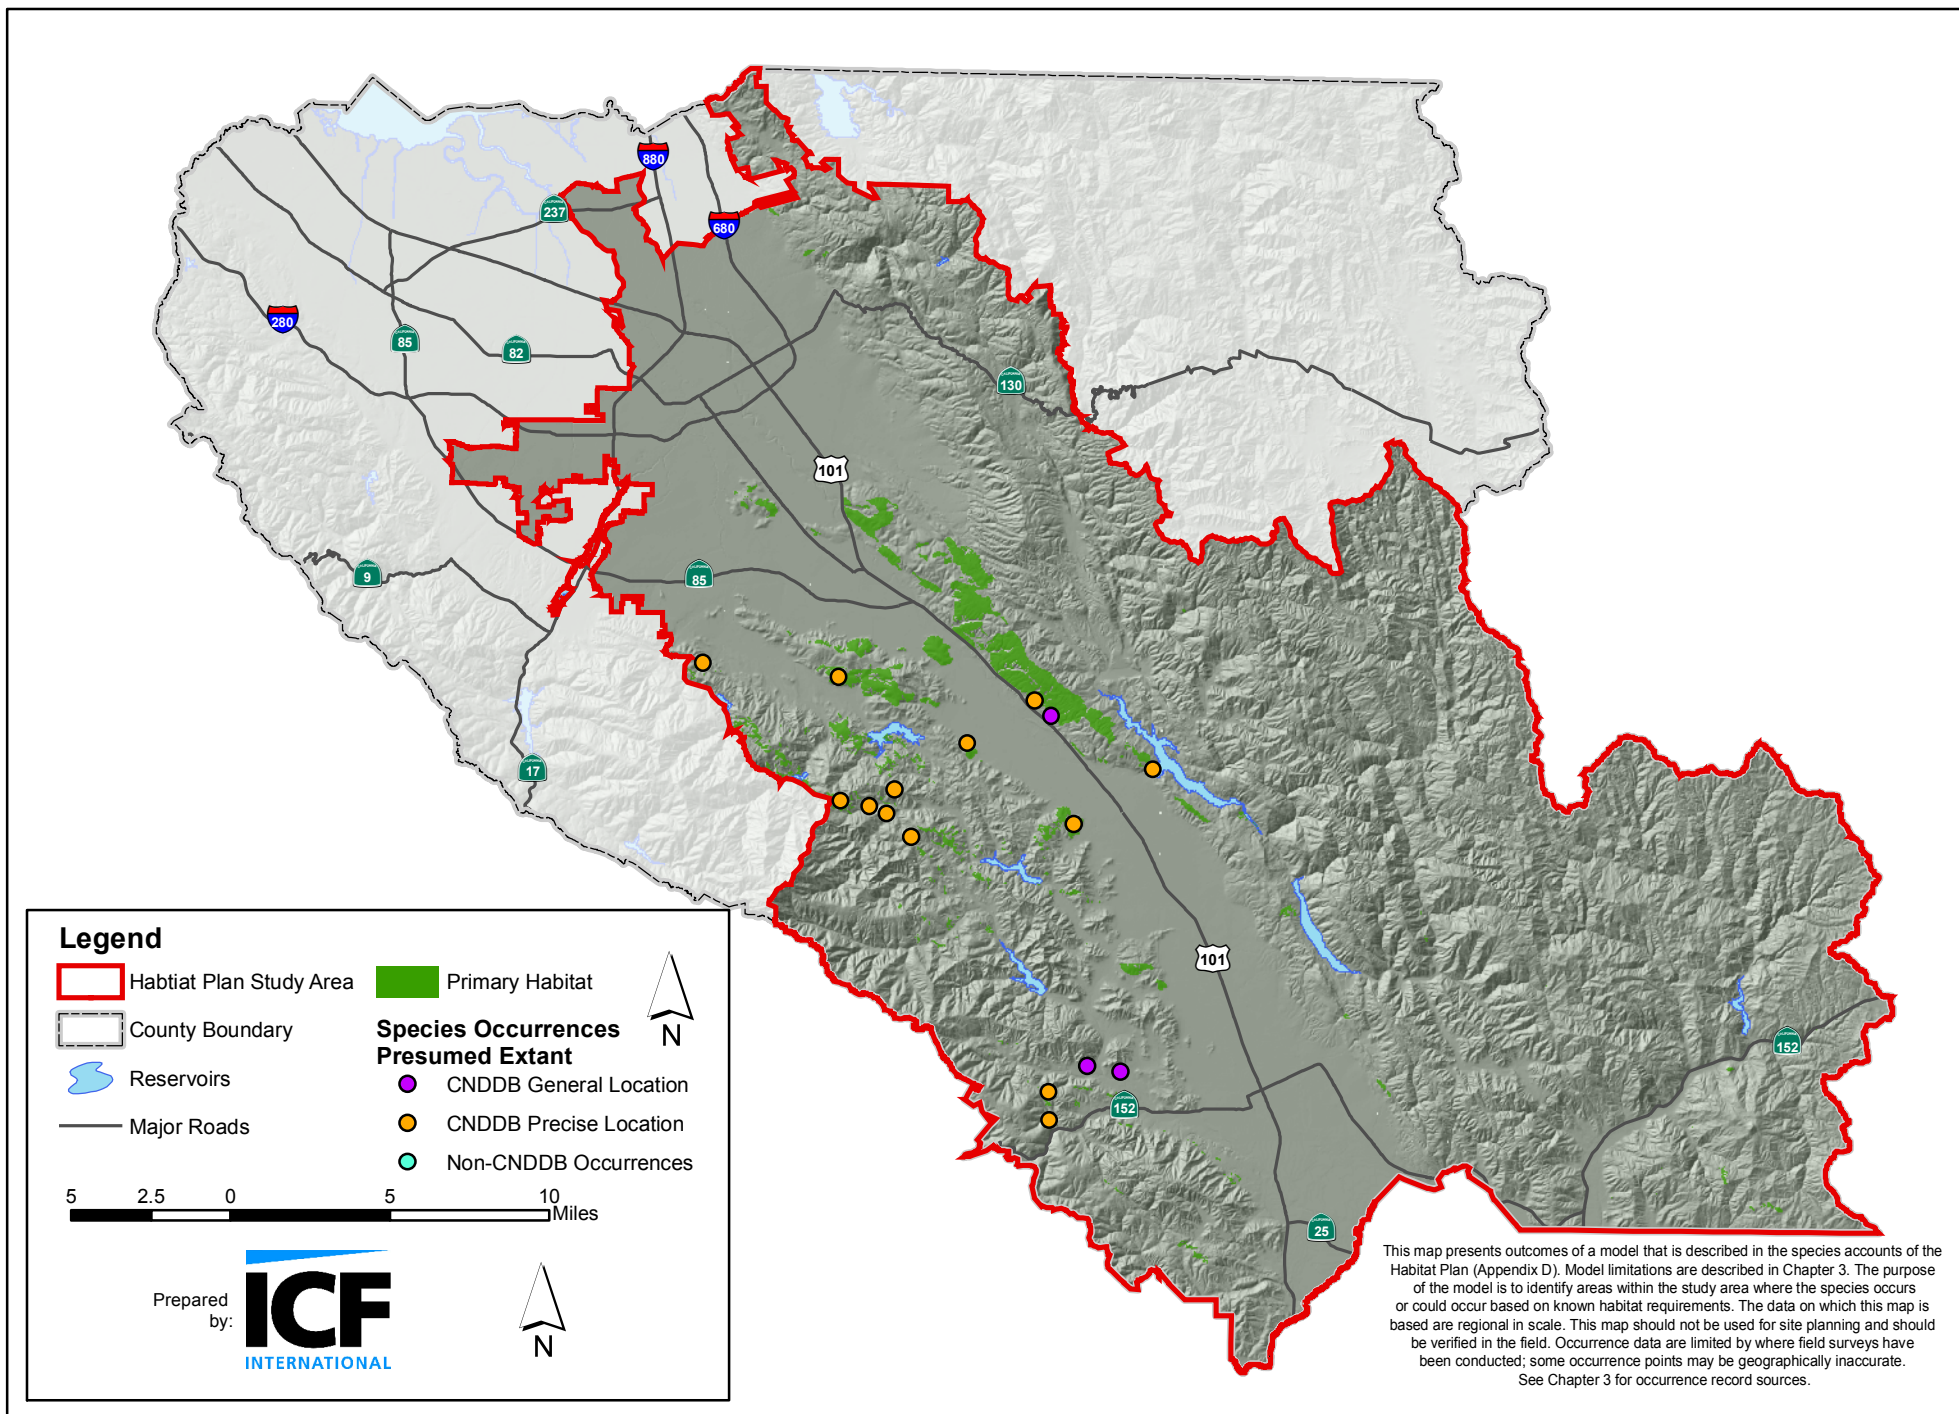 880
237
680
280
85
82
130
101
9
85
17
101
152
152
25
Legend
Habtiat Plan Study Area
County Boundary
Reservoirs
Major Roads
Primary Habitat
Species Occurrences
Presumed Extant
CNDDB General Location
CNDDB Precise Location
Non-CNDDB Occurrences
N
5 2.5 0 5 10
Miles
Prepared
by:
ICF
INTERNATIONAL
N
This map presents outcomes of a model that is described in the species accounts of the
Habitat Plan (Appendix D). Model limitations are described in Chapter 3. The purpose
of the model is to identify areas within the study area where the species occurs
or could occur based on known habitat requirements. The data on which this map is
based are regional in scale. This map should not be used for site planning and should
be verified in the field. Occurrence data are limited by where field surveys have
been conducted; some occurrence points may be geographically inaccurate.
See Chapter 3 for occurrence record sources.